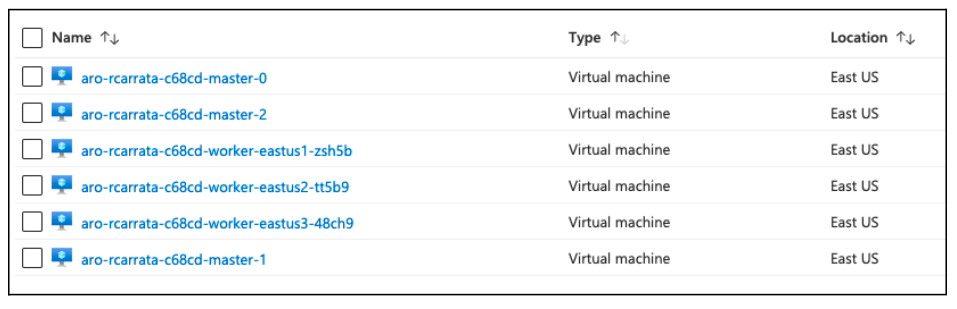 Name ↑↓ Type ↑↓ Location ↑↓
aro-rcarrata-c68cd-master-0 Virtual machine East US
aro-rcarrata-c68cd-master-2 Virtual machine East US
aro-rcarrata-c68cd-worker-eastus1-zsh5b Virtual machine East US
aro-rcarrata-c68cd-worker-eastus2-tt5b9 Virtual machine East US
aro-rcarrata-c68cd-worker-eastus3-48ch9 Virtual machine East US
aro-rcarrata-c68cd-master-1 Virtual machine East US